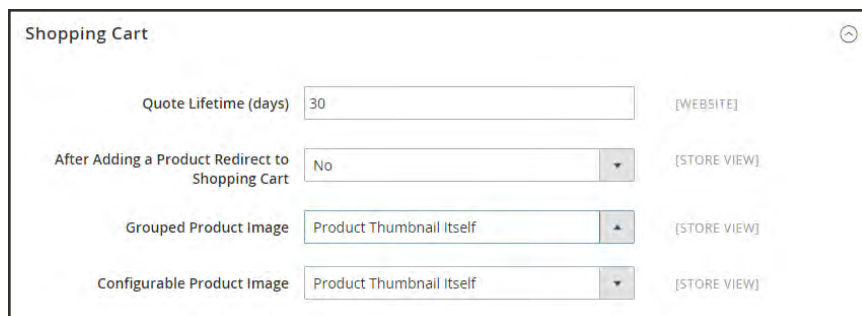 Shopping Cart
Quote Lifetime (days) 30 [WEBSITE]
After Adding a Product Redirect to
Shopping Cart No [STORE VIEW]
Grouped Product Image Product Thumbnail Itself [STORE VIEW]
Configurable Product Image Product Thumbnail Itself [STORE VIEW]